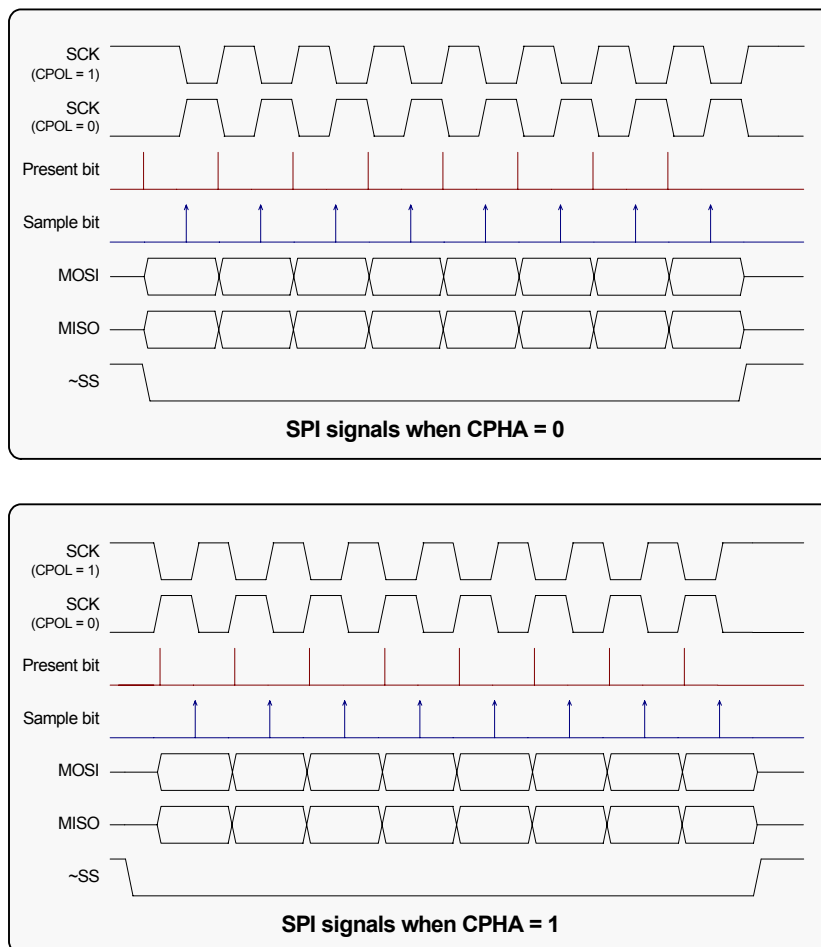 SCK
(CPOL = 1)
SCK
(CPOL = 0)
Present bit
Sample bit
MOSI
MISO
~SS
SPI signals when CPHA = 0
SCK
(CPOL = 1)
SCK
(CPOL = 0)
Present bit
Sample bit
MOSI
MISO
~SS
SPI signals when CPHA = 1